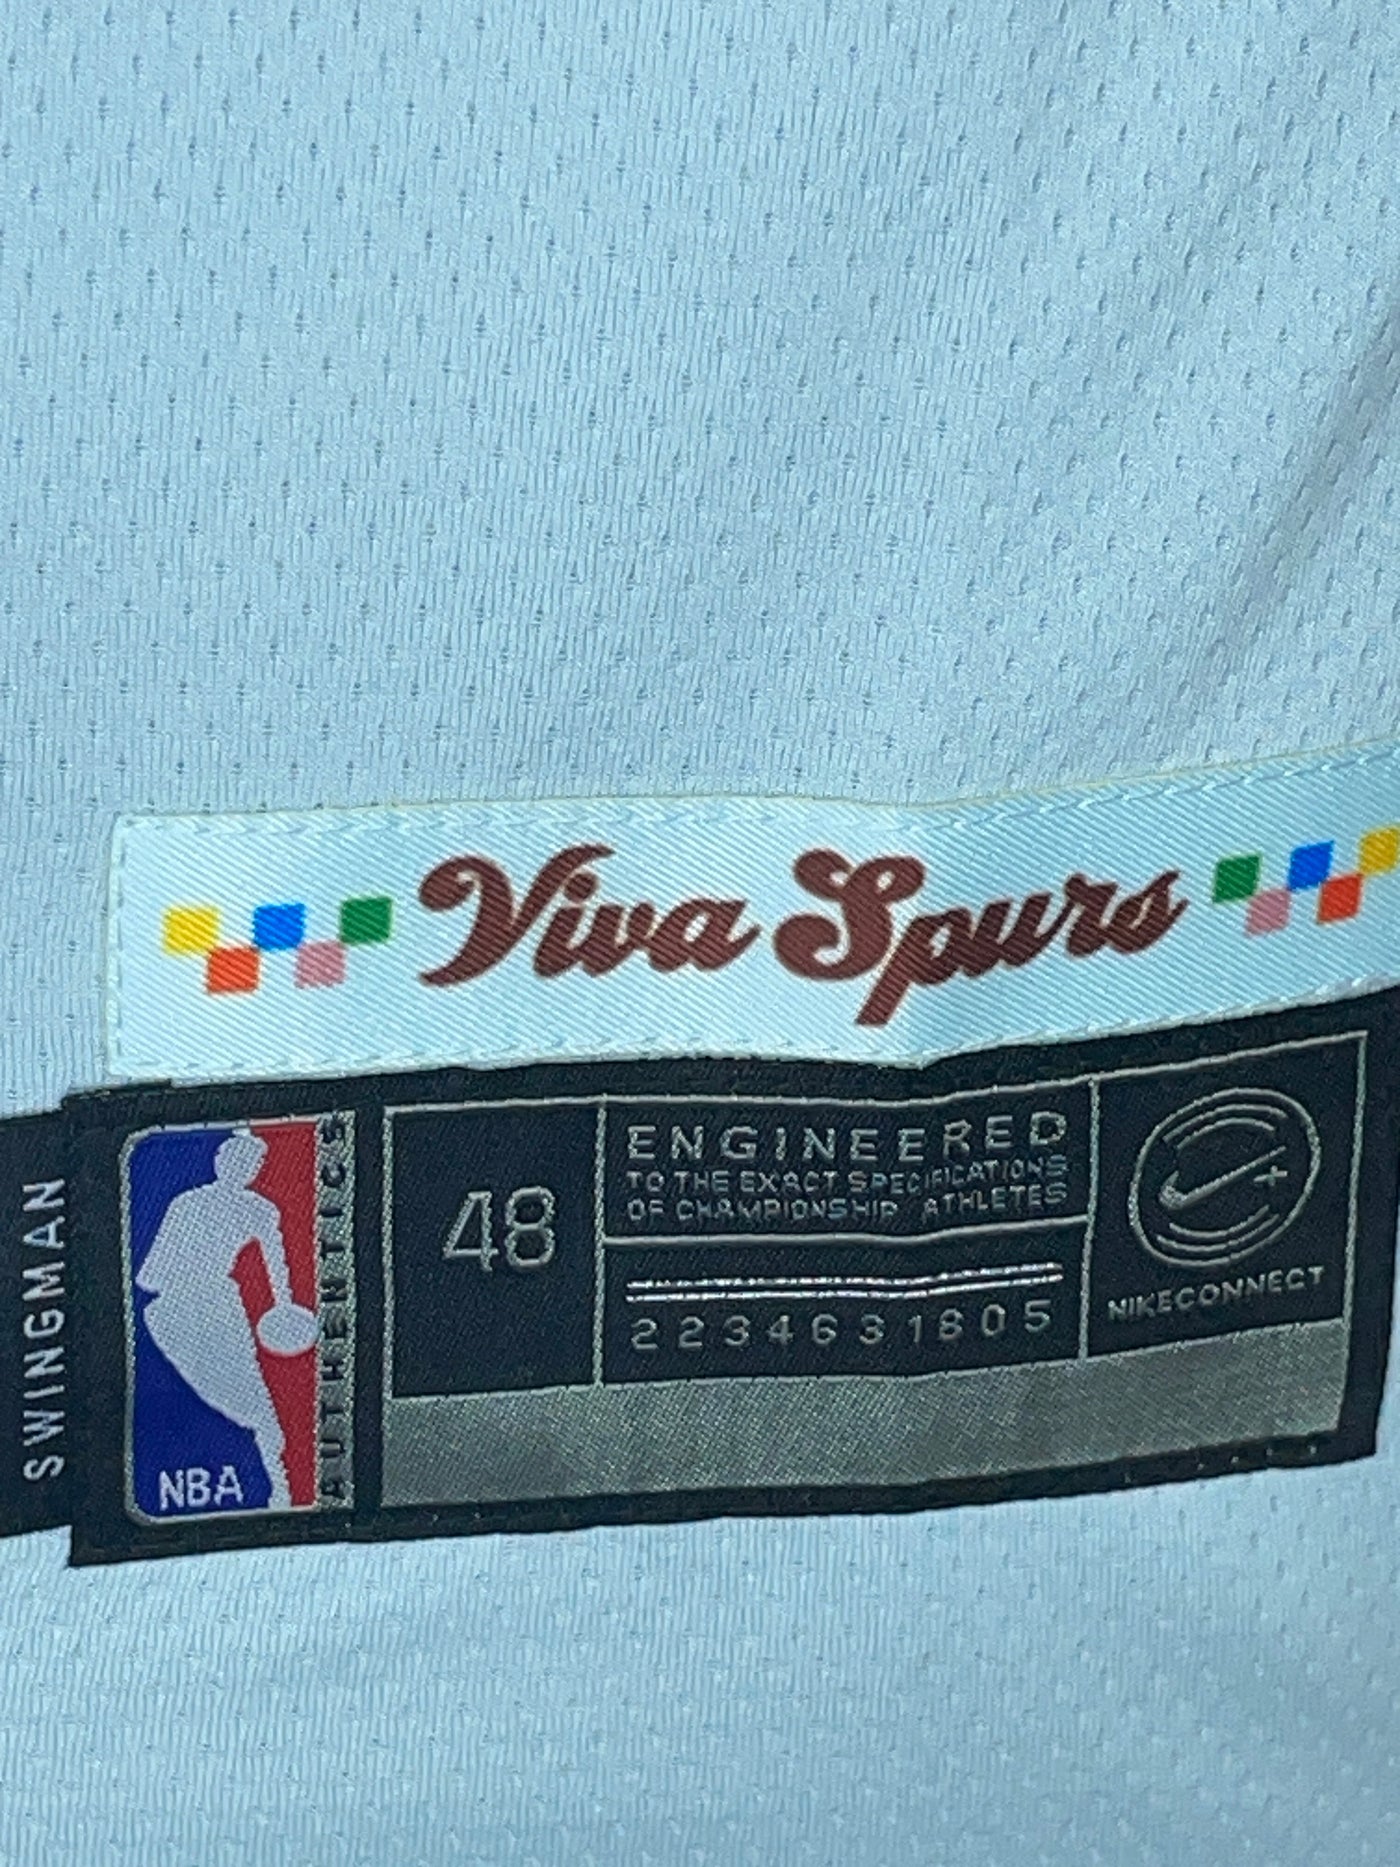 Viva Spurs
SWINGMAN
NBA
AUTHENTICS
48
ENGINEERED
TO THE EXACT SPECIFICATIONS
OF CHAMPIONSHIP ATHLETES
2234631805
NIKECONNECT